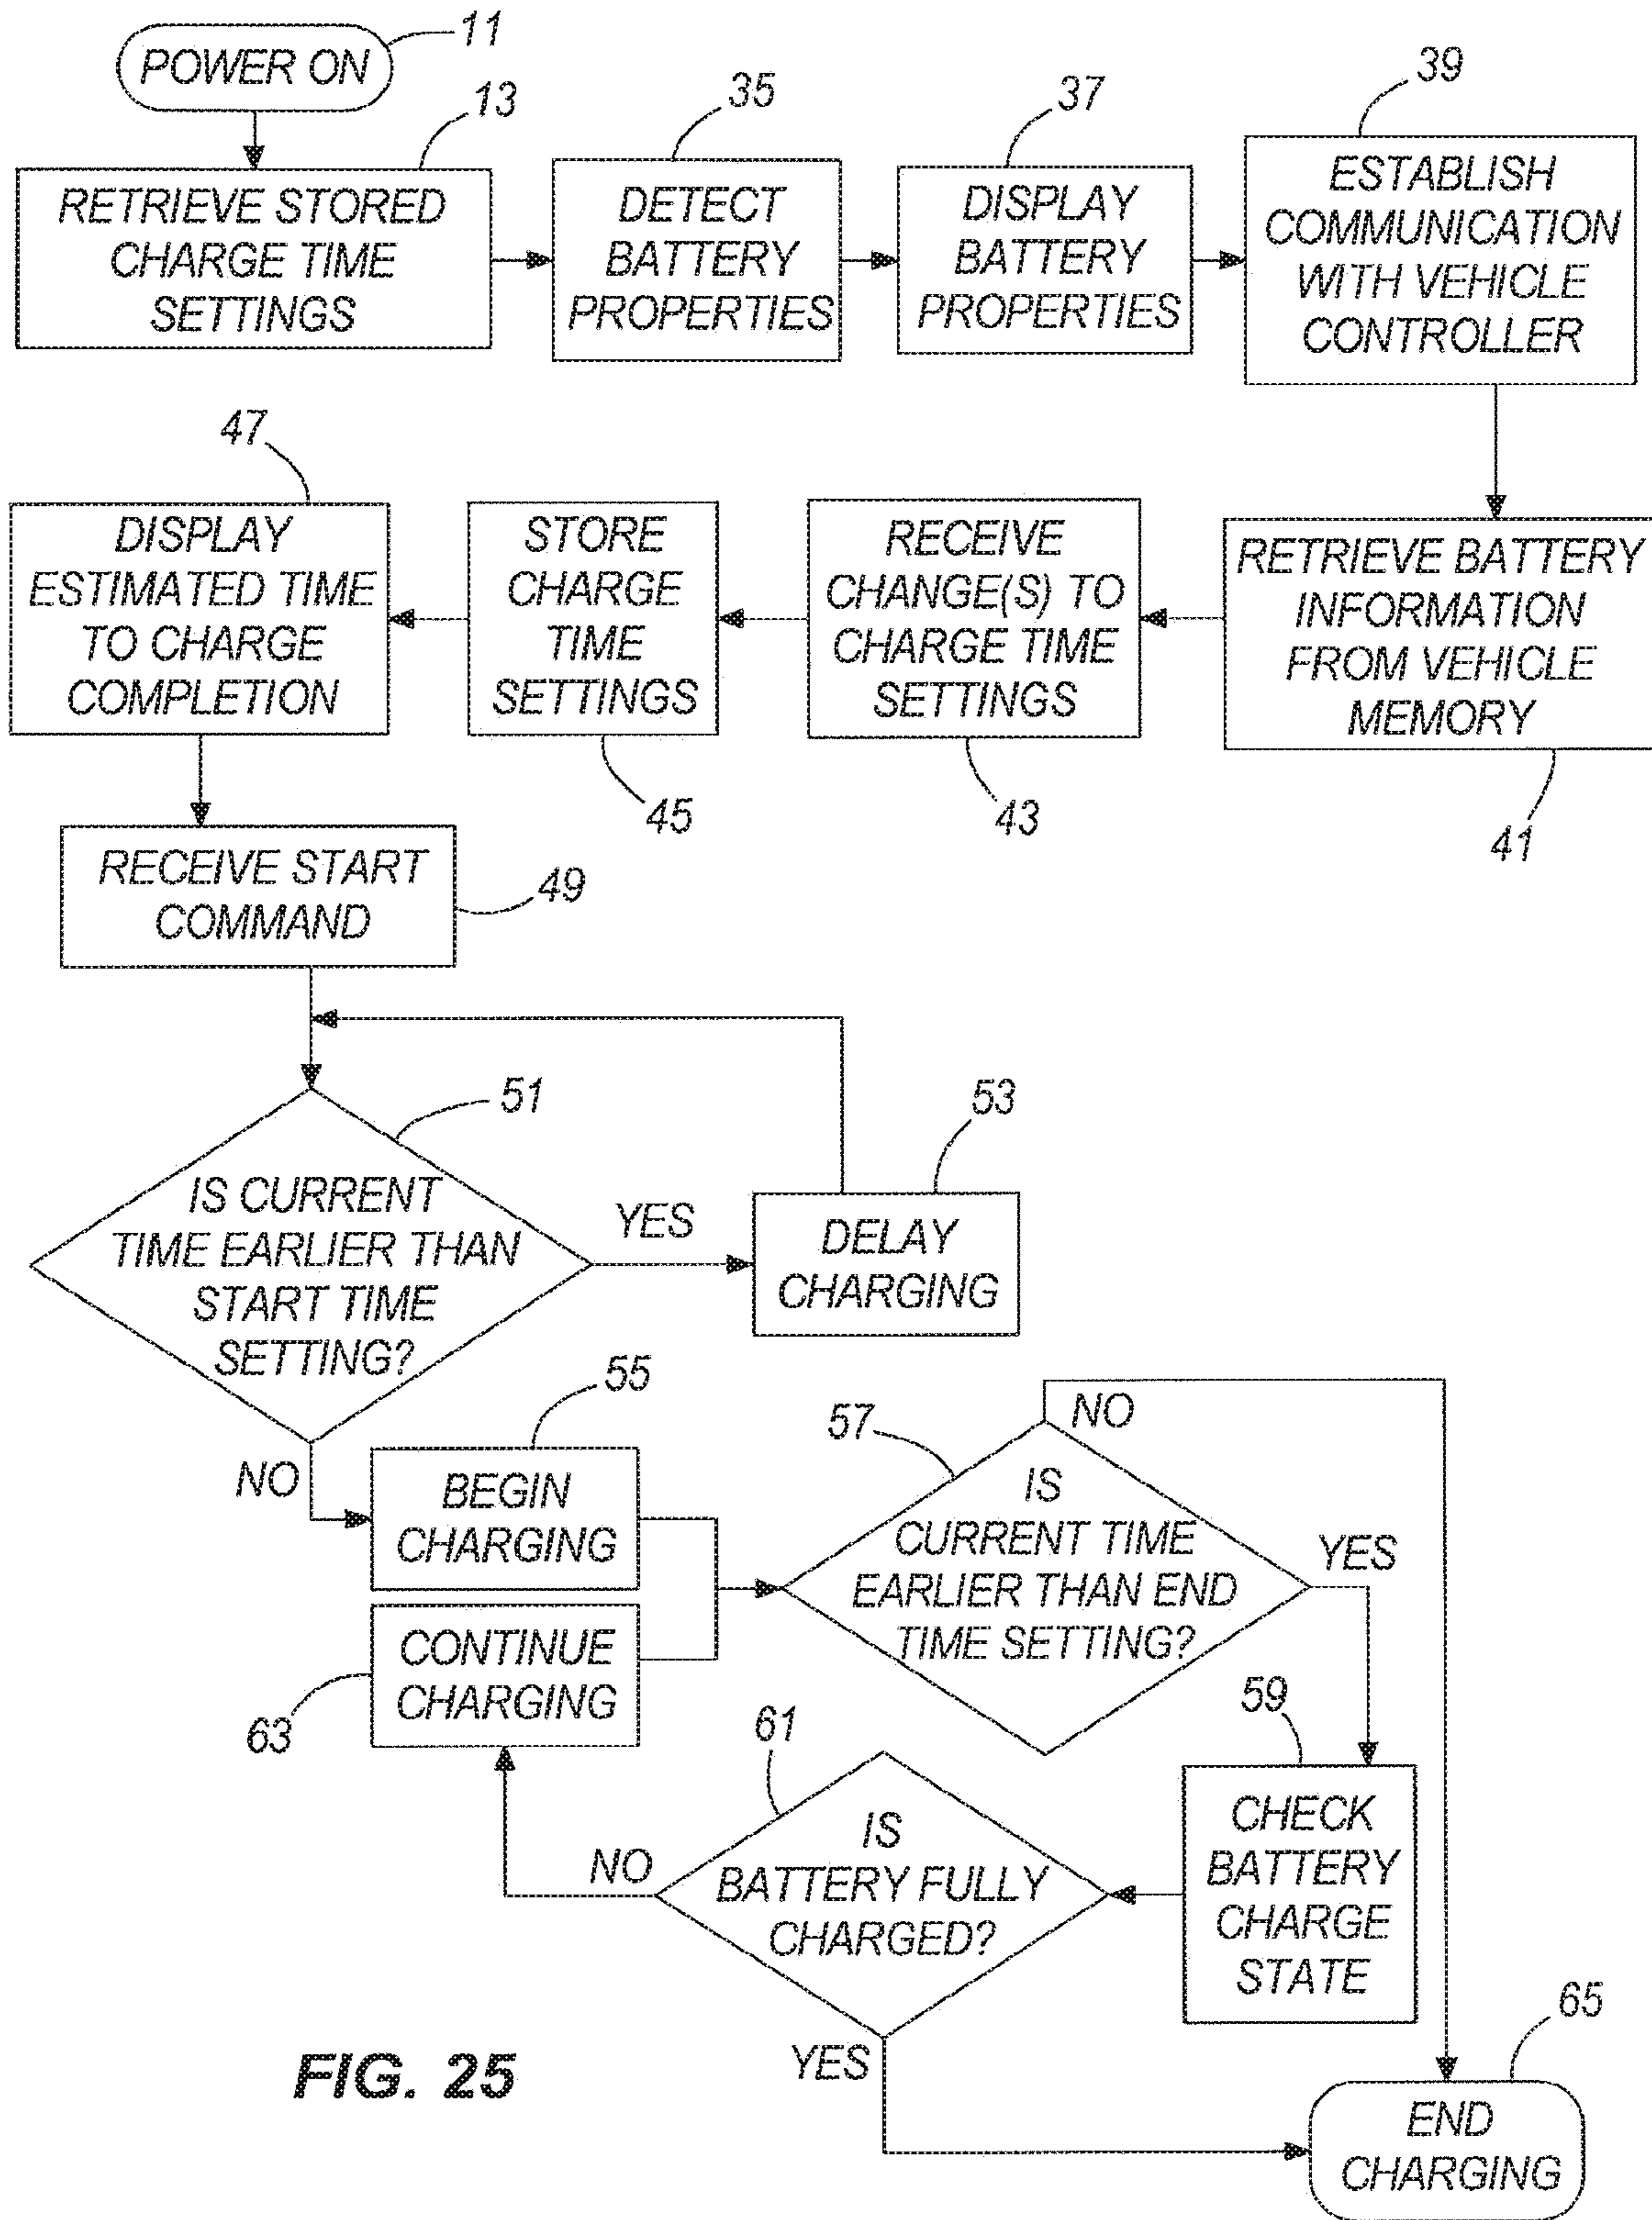 POWER ON
11
13
RETRIEVE STORED
CHARGE TIME
SETTINGS
35
DETECT
BATTERY
PROPERTIES
37
DISPLAY
BATTERY
PROPERTIES
39
ESTABLISH
COMMUNICATION
WITH VEHICLE
CONTROLLER
41
RETRIEVE BATTERY
INFORMATION
FROM VEHICLE
MEMORY
43
RECEIVE
CHANGE(S) TO
CHARGE TIME
SETTINGS
45
STORE
CHARGE
TIME
SETTINGS
47
DISPLAY
ESTIMATED TIME
TO CHARGE
COMPLETION
49
RECEIVE START
COMMAND
51
IS CURRENT
TIME EARLIER THAN
START TIME
SETTING?
YES
53
DELAY
CHARGING
NO
55
BEGIN
CHARGING
57
IS
CURRENT TIME
EARLIER THAN END
TIME SETTING?
NO
YES
59
CHECK
BATTERY
CHARGE
STATE
61
IS
BATTERY FULLY
CHARGED?
NO
63
CONTINUE
CHARGING
YES
65
END
CHARGING
FIG. 25